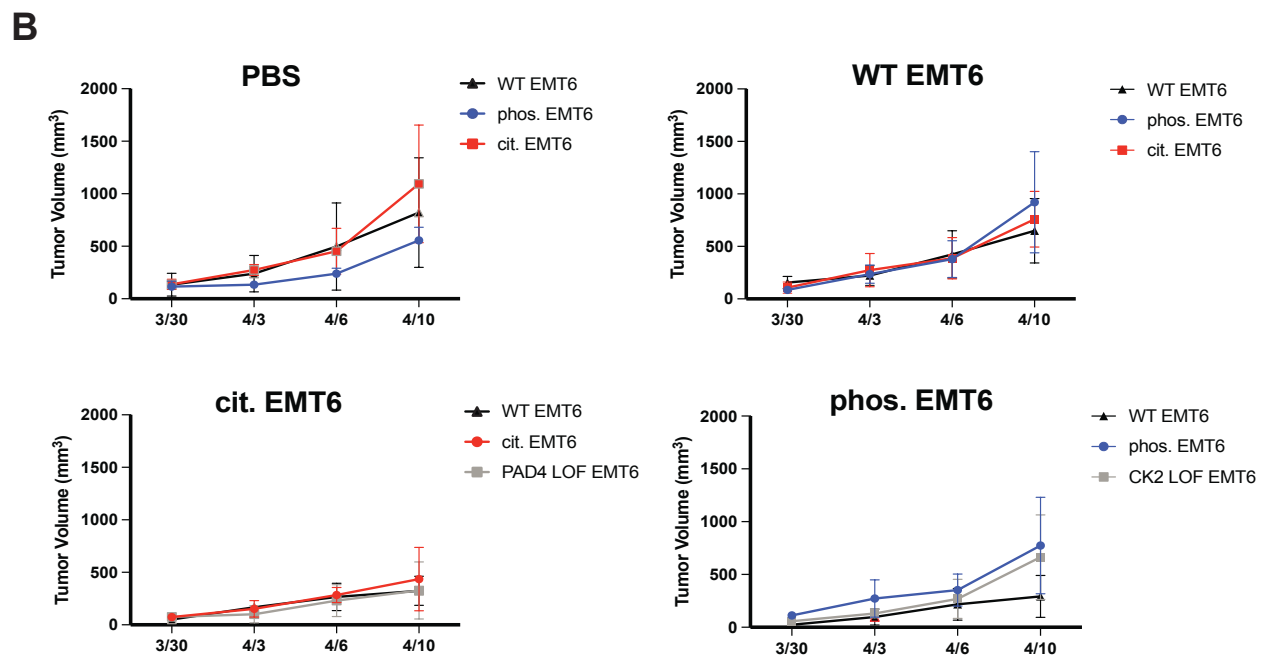 B
PBS
WT EMT6
phos. EMT6
cit. EMT6
Tumor Volume (mm³)
2000
1500
1000
500
0
3/30 4/3 4/6 4/10
WT EMT6
WT EMT6
phos. EMT6
cit. EMT6
Tumor Volume (mm³)
2000
1500
1000
500
0
3/30 4/3 4/6 4/10
cit. EMT6
WT EMT6
cit. EMT6
PAD4 LOF EMT6
Tumor Volume (mm³)
2000
1500
1000
500
0
3/30 4/3 4/6 4/10
phos. EMT6
WT EMT6
phos. EMT6
CK2 LOF EMT6
Tumor Volume (mm³)
2000
1500
1000
500
0
3/30 4/3 4/6 4/10